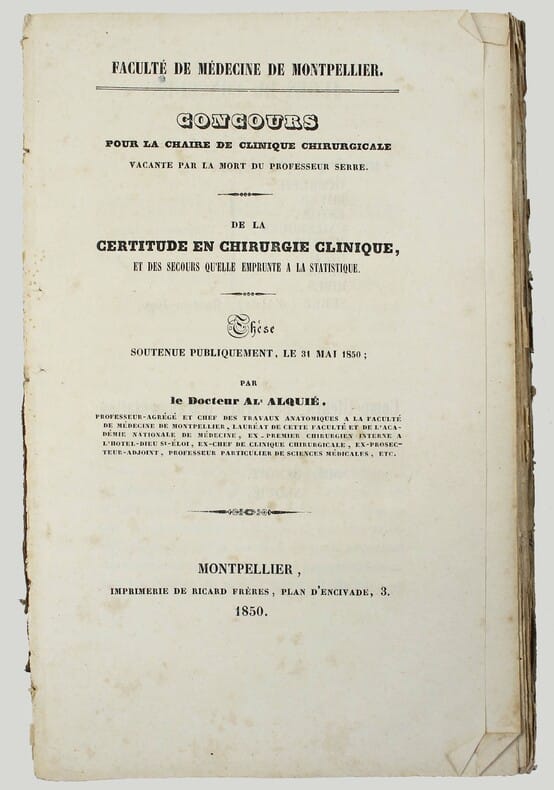 FACULTÉ DE MÉDECINE DE MONTPELLIER.
CONCOURS
POUR LA CHAIRE DE CLINIQUE CHIRURGICALE
VACANTE PAR LA MORT DU PROFESSEUR SERRE.
DE LA
CERTITUDE EN CHIRURGIE CLINIQUE,
ET DES SECOURS QU'ELLE EMPRUNTE A LA STATISTIQUE.
Thèse
SOUTENUE PUBLIQUEMENT, LE 31 MAI 1850;
PAR
le Docteur ALs ALQUIÉ.
PROFESSEUR-AGRÉGÉ ET CHEF DES TRAVAUX ANATOMIQUES A LA FACULTÉ
DE MÉDECINE DE MONTPELLIER, LAURÉAT DE CETTE FACULTÉ ET DE L'ACA-
DÉMIE NATIONALE DE MÉDECINE, EX-PREMIER CHIRURGIEN INTERNE A
L'HOTEL-DIEU St-ÉLOI, EX-CHEF DE CLINIQUE CHIRURGICALE, EX-PROSEC-
TEUR-ADJOINT, PROFESSEUR PARTICULIER DE SCIENCES MÉDICALES, ETC.
MONTPELLIER,
IMPRIMERIE DE RICARD FRÈRES, PLAN D'ENCIVADE, 3.
1850.